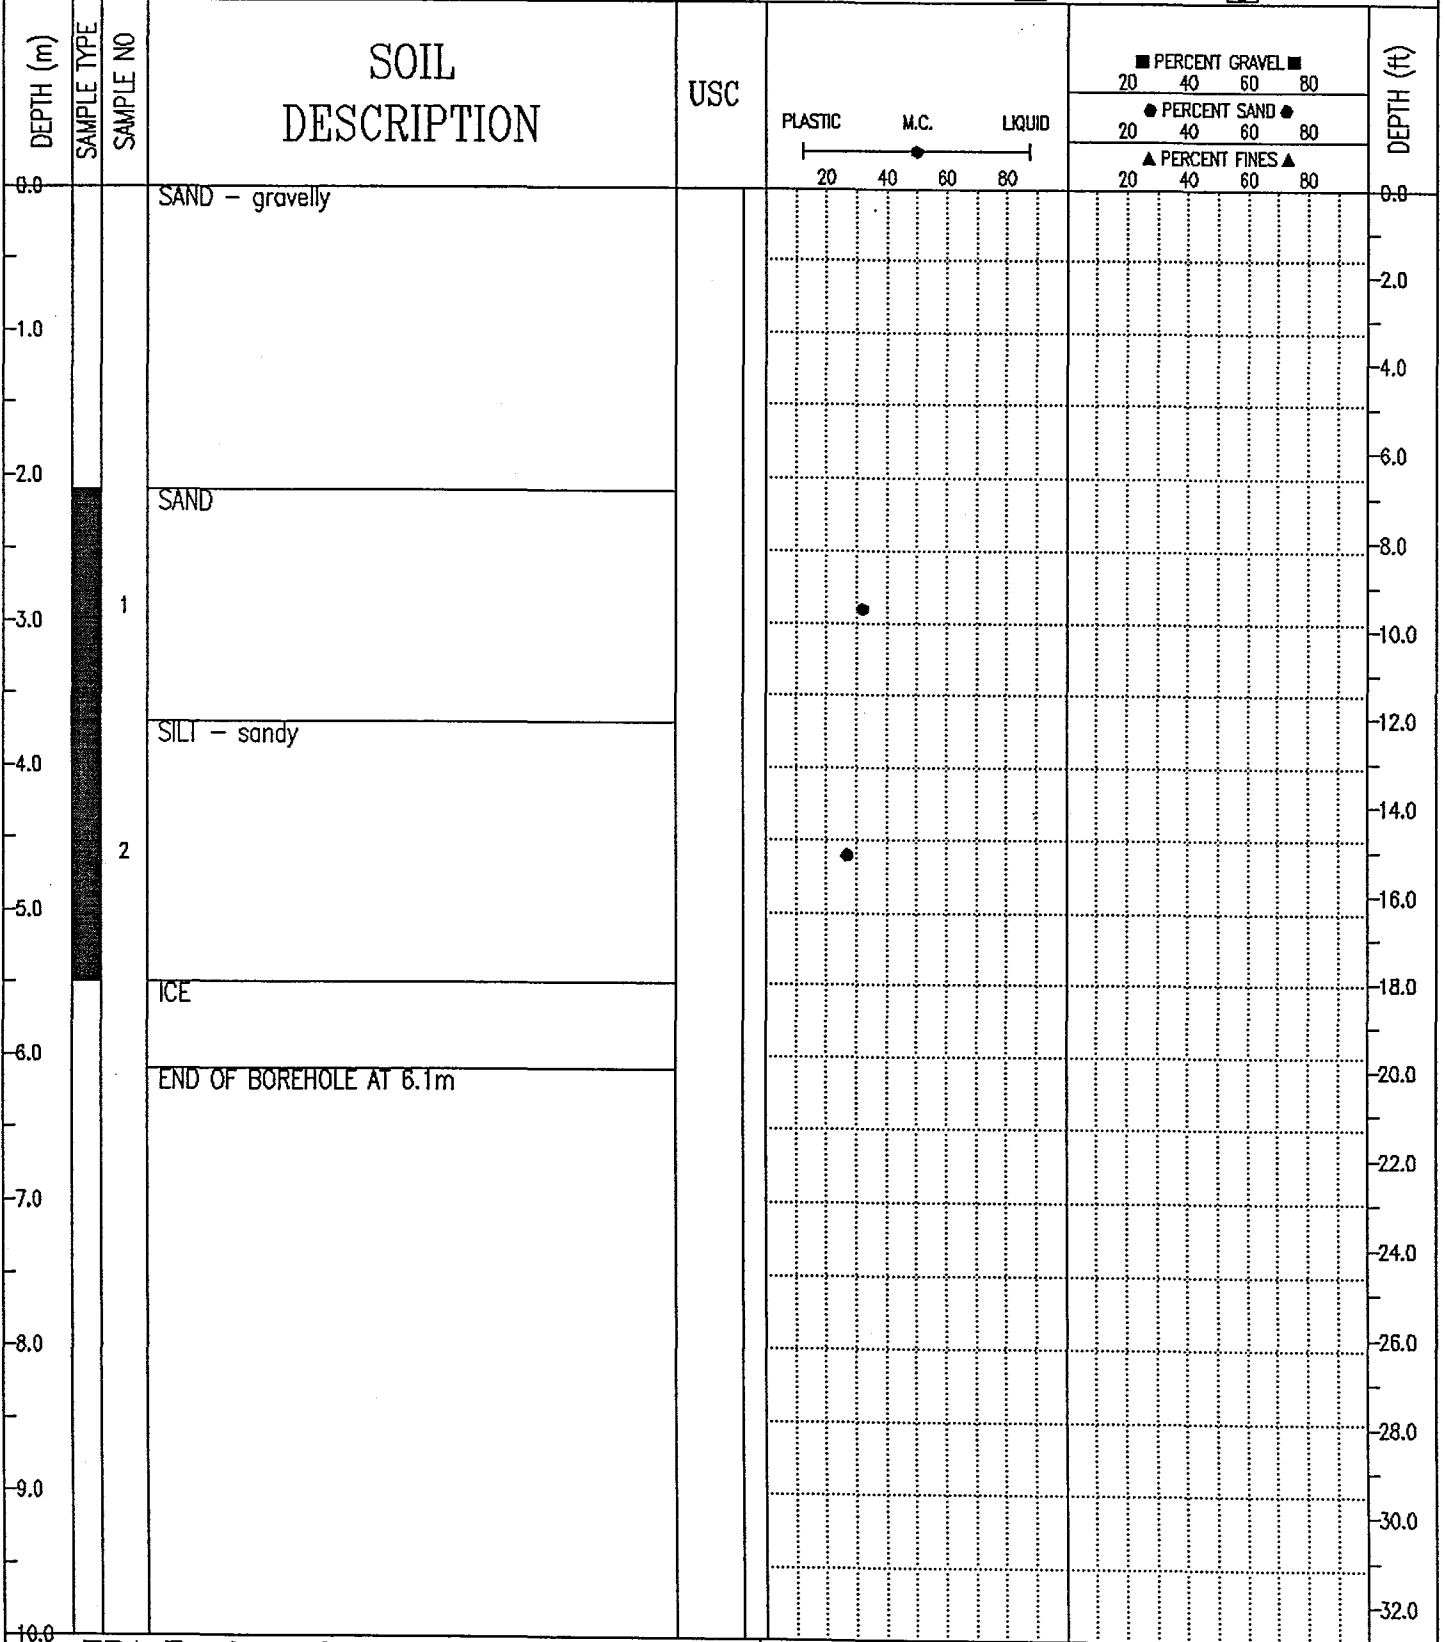 DEPTH (m)
SAMPLE TYPE
SAMPLE NO
SOIL
DESCRIPTION
USC
PLASTIC M.C. LIQUID
20 40 60 80
■ PERCENT GRAVEL ■
20 40 60 80
● PERCENT SAND ●
20 40 60 80
▲ PERCENT FINES ▲
20 40 60 80
DEPTH (ft)
0.0
1.0
2.0
3.0
4.0
5.0
6.0
7.0
8.0
9.0
10.0
1
2
SAND – gravelly
SAND
SILT – sandy
ICE
END OF BOREHOLE AT 6.1m
0.0
2.0
4.0
6.0
8.0
10.0
12.0
14.0
16.0
18.0
20.0
22.0
24.0
26.0
28.0
30.0
32.0